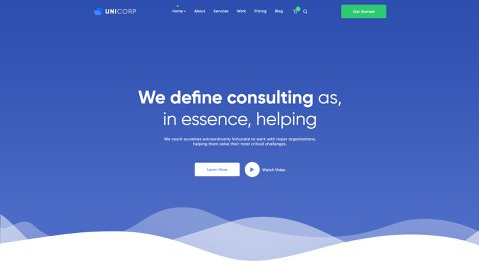 UNICORP
Home
About
Services
Work
Pricing
Blog
Get Started
We define consulting as,
in essence, helping
We count ourselves extraordinarily fortunate to work with major organisations,
helping them solve their most critical challenges.
Learn More
Watch Video